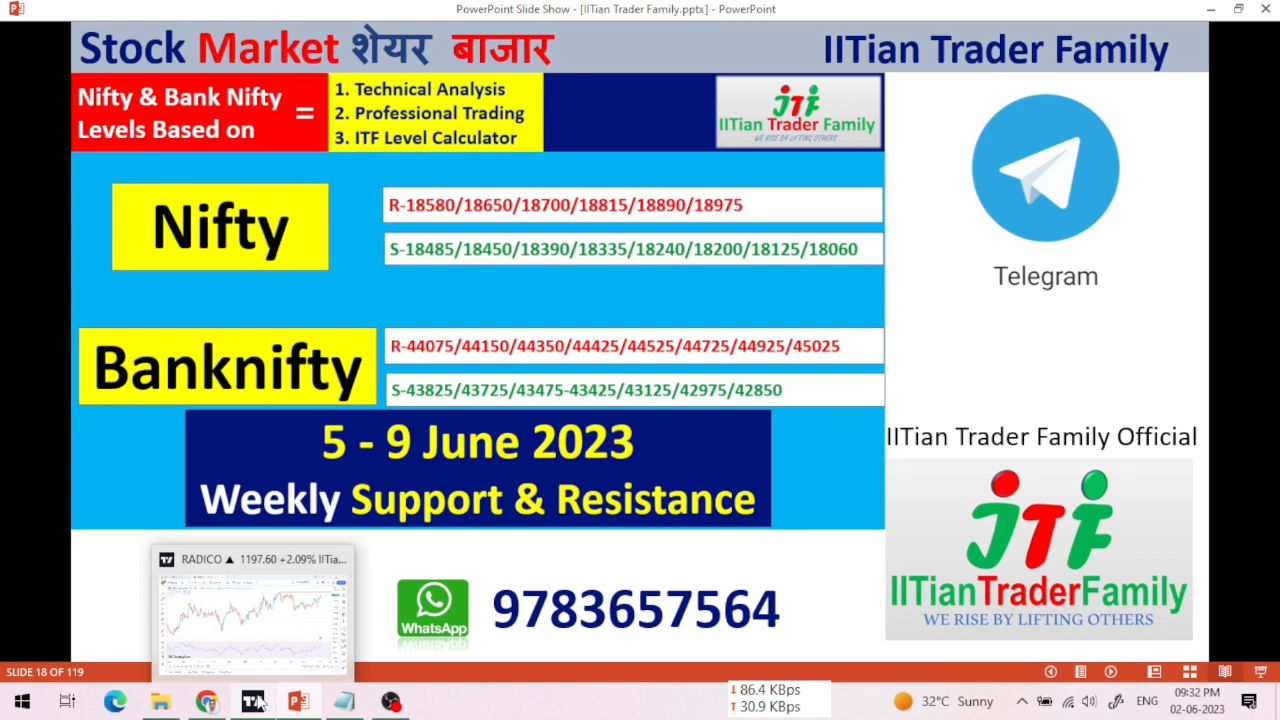 PowerPoint Slide Show - [IITian Trader Family.pptx] - PowerPoint
Stock Market शेयर बाजार
IITian Trader Family
Nifty & Bank Nifty
Levels Based on
=
1. Technical Analysis
2. Professional Trading
3. ITF Level Calculator
ITF
IITian Trader Family
WE RISE BY LIFTING OTHERS
Telegram
Nifty
R-18580/18650/18700/18815/18890/18975
S-18485/18450/18390/18335/18240/18200/18125/18060
Banknifty
R-44075/44150/44350/44425/44525/44725/44925/45025
S-43825/43725/43475-43425/43125/42975/42850
5 - 9 June 2023
Weekly Support & Resistance
IITian Trader Family Official
ITF
IITianTraderFamily
WE RISE BY LIFTING OTHERS
RADICO ▲ 1197.60 +2.09% IITia...
WhatsApp
9783657564
SLIDE 18 OF 119
↓ 86.4 KBps
↑ 30.9 KBps
32°C Sunny
ENG
09:32 PM
02-06-2023